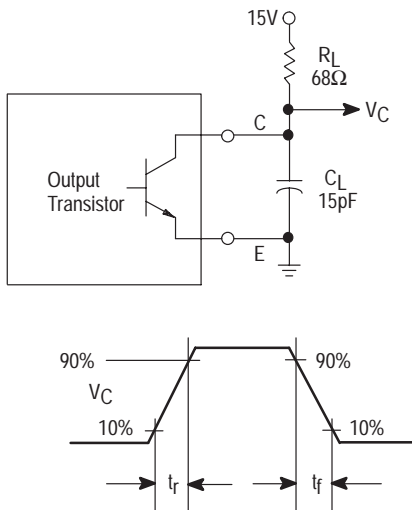 15V
RL
68Ω
C
VC
Output
Transistor
CL
15pF
E
90%
90%
VC
10%
10%
tr
tf